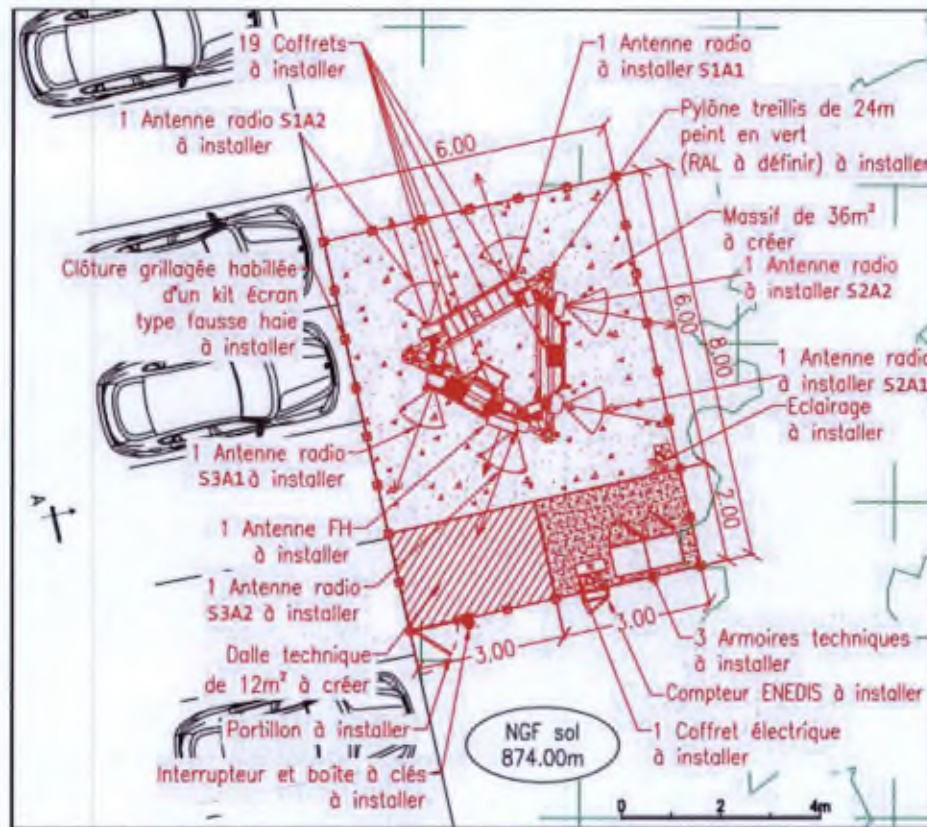 19 Coffrets
à installer
1 Antenne radio
à installer S1A1
1 Antenne radio S1A2
à installer
Pylône treillis de 24m
peint en vert
(RAL à définir) à installer
6.00
Massif de 36m²
à créer
Clôture grillagée habillée
d'un kit écran
type fausse haie
à installer
1 Antenne radio
à installer S2A2
6.00
8.00
1 Antenne radio
à installer S2A1
Eclairage
à installer
1 Antenne radio
S3A1 à installer
A
2.00
1 Antenne FH
à installer
1 Antenne radio
S3A2 à installer
3,00
3,00
Dalle technique
de 12m² à créer
3 Armoires techniques
à installer
Compteur ENEDIS à installer
Portillon à installer
NGF sol
874.00m
1 Coffret électrique
à installer
Interrupteur et boîte à clés
à installer
0 2 4m